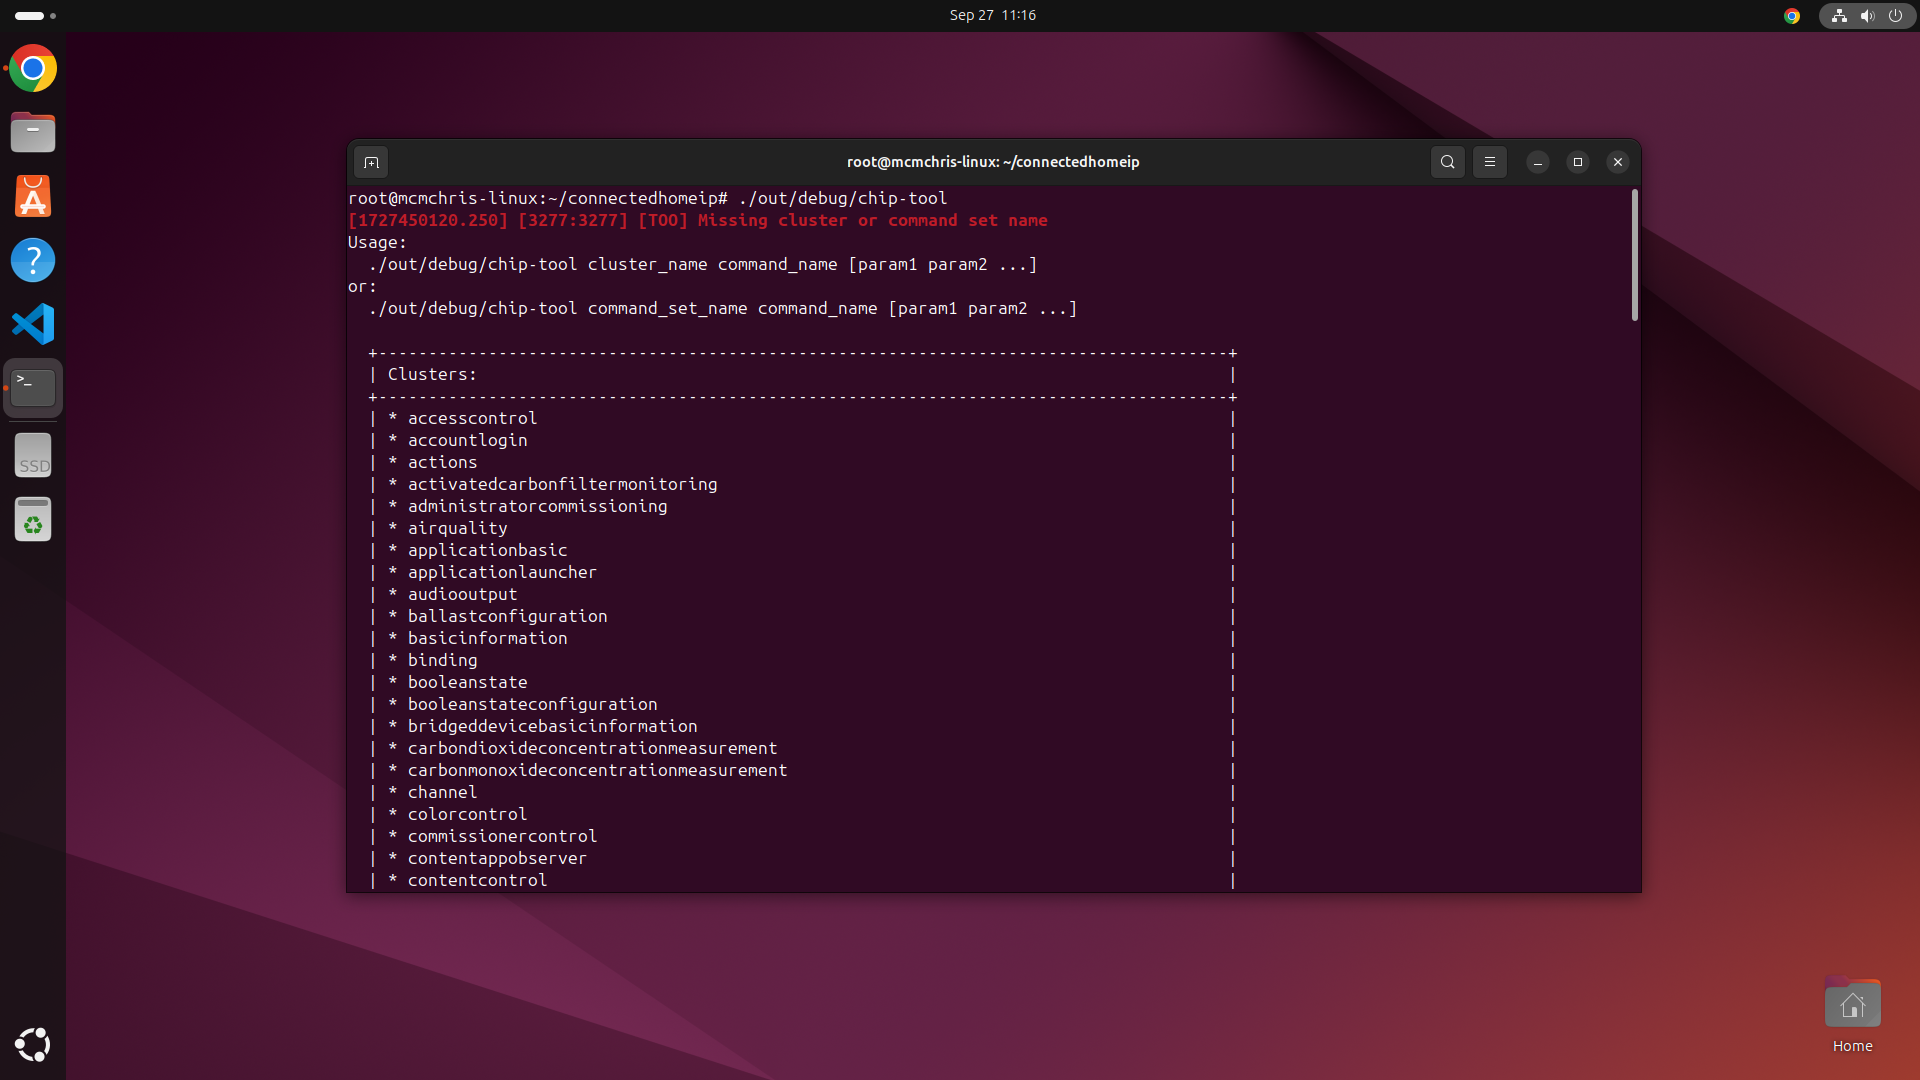 Sep 27 11:16
root@mcmchris-linux: ~/connectedhomeip
root@mcmchris-linux:~/connectedhomeip# ./out/debug/chip-tool
[1727450120.250] [3277:3277] [TOO] Missing cluster or command set name
Usage:
./out/debug/chip-tool cluster_name command_name [param1 param2 ...]
or:
./out/debug/chip-tool command_set_name command_name [param1 param2 ...]
+-------------------------------------------------------------------------------------+
| Clusters: |
+-------------------------------------------------------------------------------------+
| * accesscontrol |
| * accountlogin |
| * actions |
| * activatedcarbonfiltermonitoring |
| * administratorcommissioning |
| * airquality |
| * applicationbasic |
| * applicationlauncher |
| * audiooutput |
| * ballastconfiguration |
| * basicinformation |
| * binding |
| * booleanstate |
| * booleanstateconfiguration |
| * bridgeddevicebasicinformation |
| * carbondioxideconcentrationmeasurement |
| * carbonmonoxideconcentrationmeasurement |
| * channel |
| * colorcontrol |
| * commissionercontrol |
| * contentappobserver |
| * contentcontrol |
>_
SSD
Home